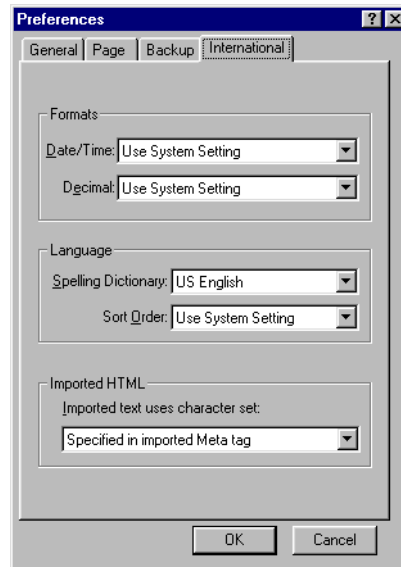 Preferences
General Page Backup International
Formats
Date/Time: Use System Setting
Decimal: Use System Setting
Language
Spelling Dictionary: US English
Sort Order: Use System Setting
Imported HTML
Imported text uses character set:
Specified in imported Meta tag
OK Cancel